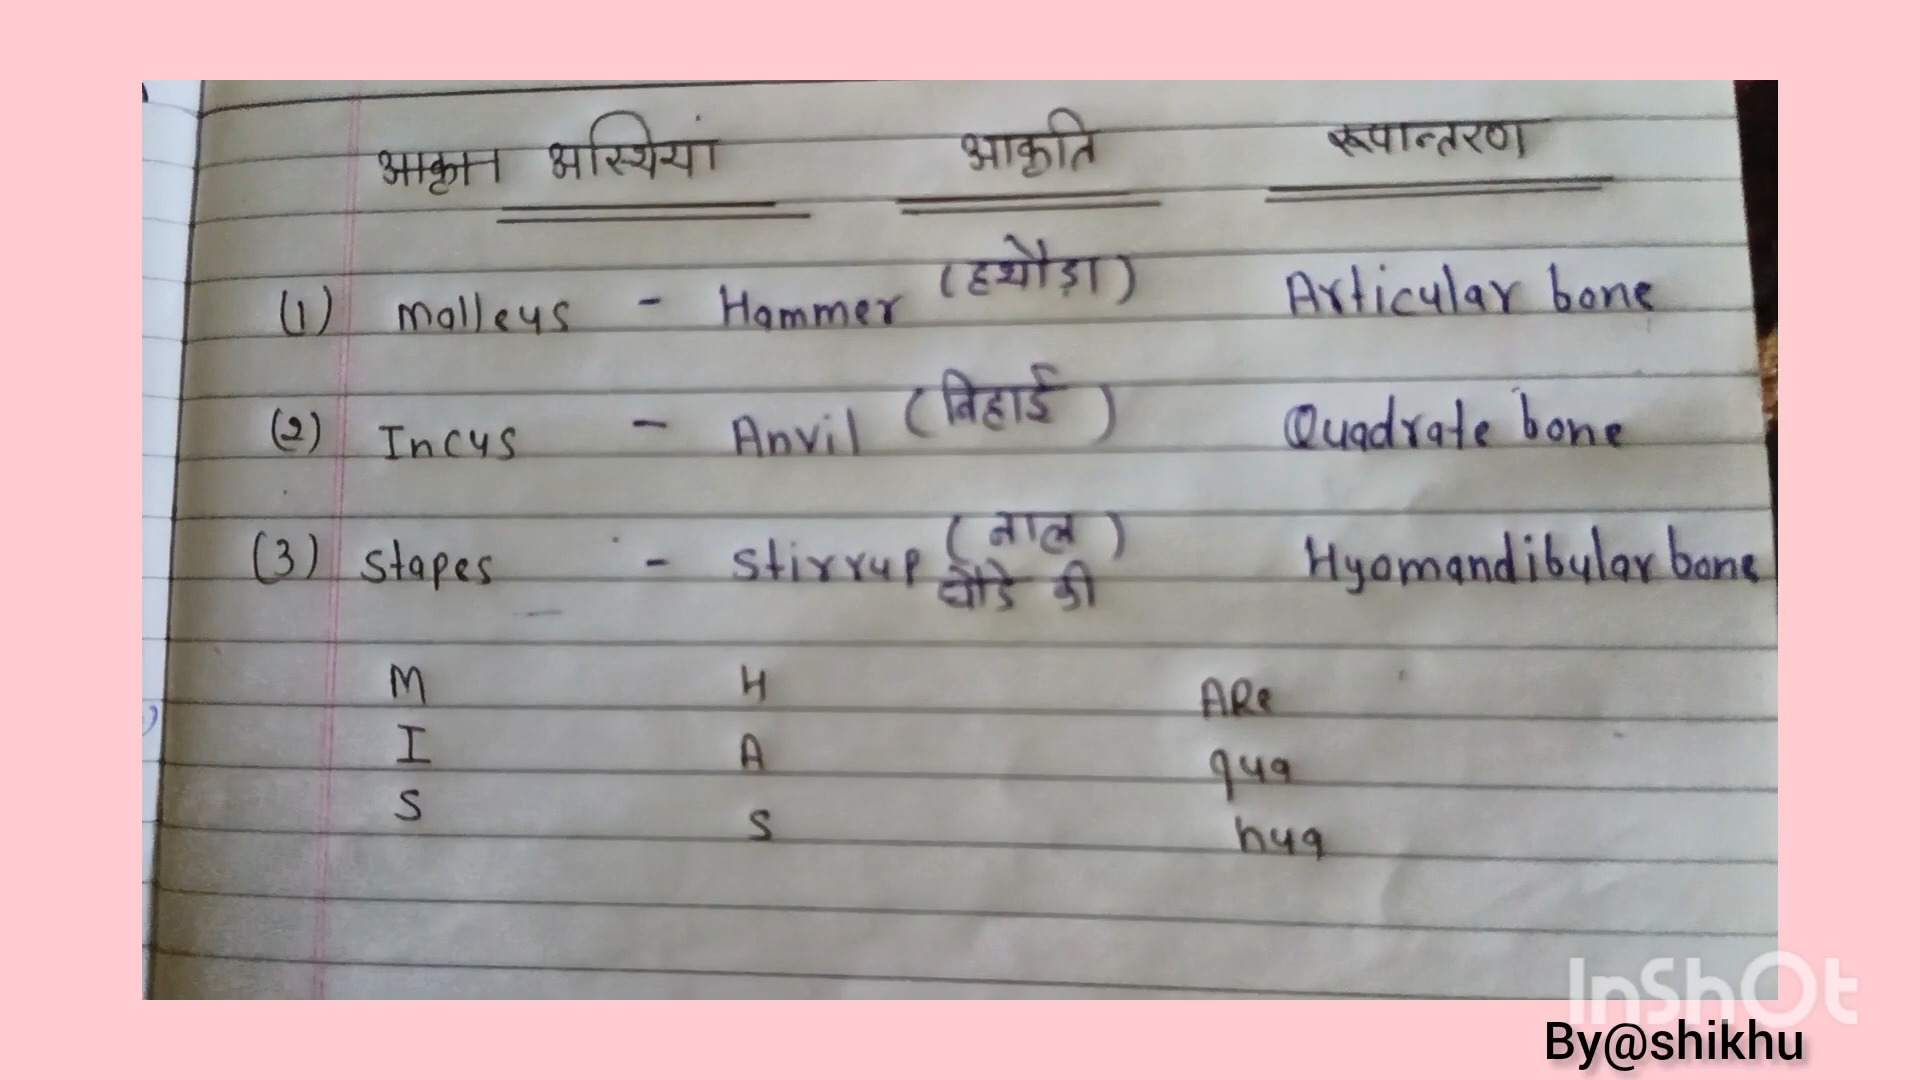 अस्थियां आकृति रूपान्तरण
(1) Malleus - Hammer (हथौड़ा) Articular bone
(2) Incus - Anvil (निहाई) Quadrate bone
(3) Stapes - Stirrup (नाल) घोडे की Hyomandibular bone
M H ARe
I A qua
S S hua
InShOt
By@shikhu